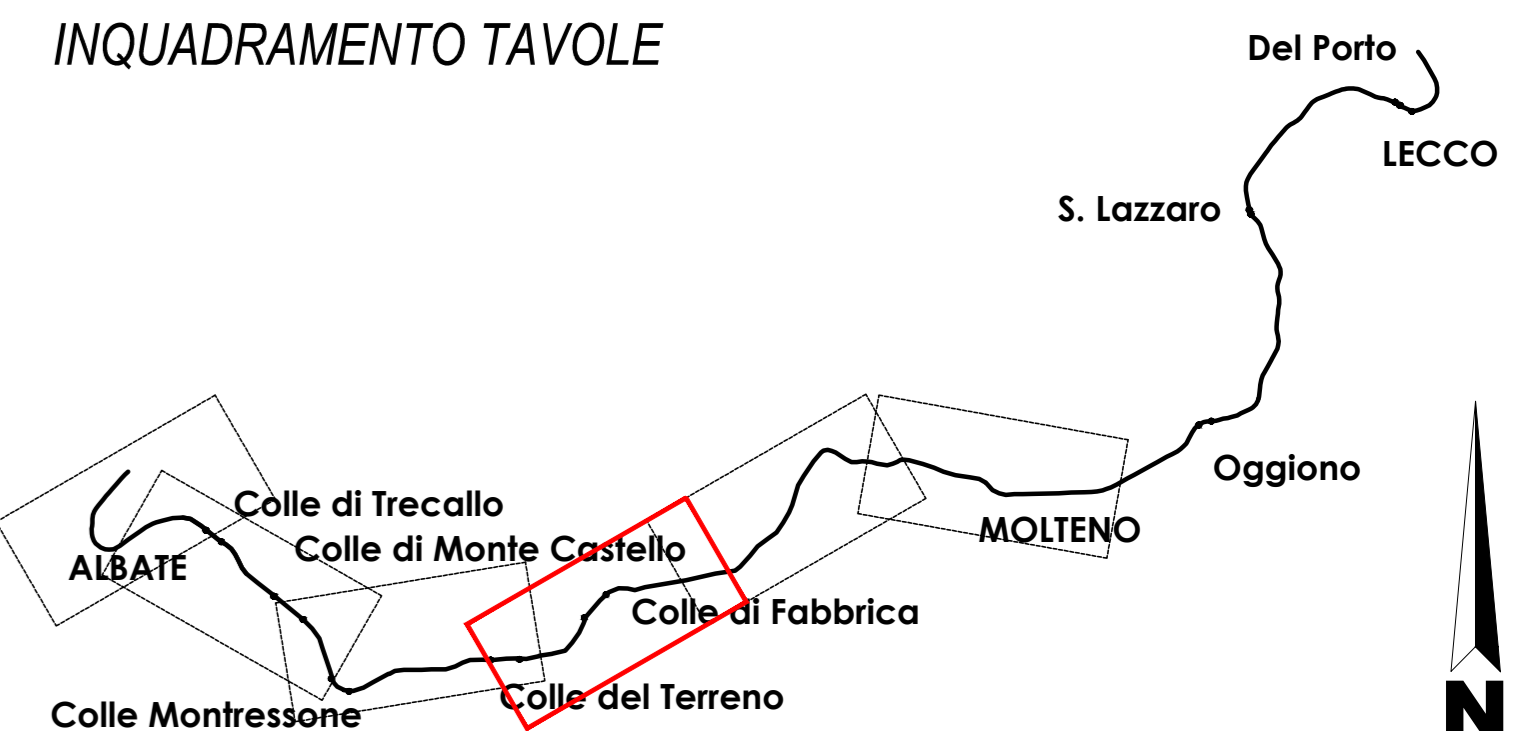 INQUADRAMENTO TAVOLE
Del Porto
LECCO
S. Lazzaro
Oggiono
Colle di Trecallo
MOLTENO
Colle di Monte Castello
ALBATE
Colle di Fabbrica
Colle del Terreno
Colle Montressone
N